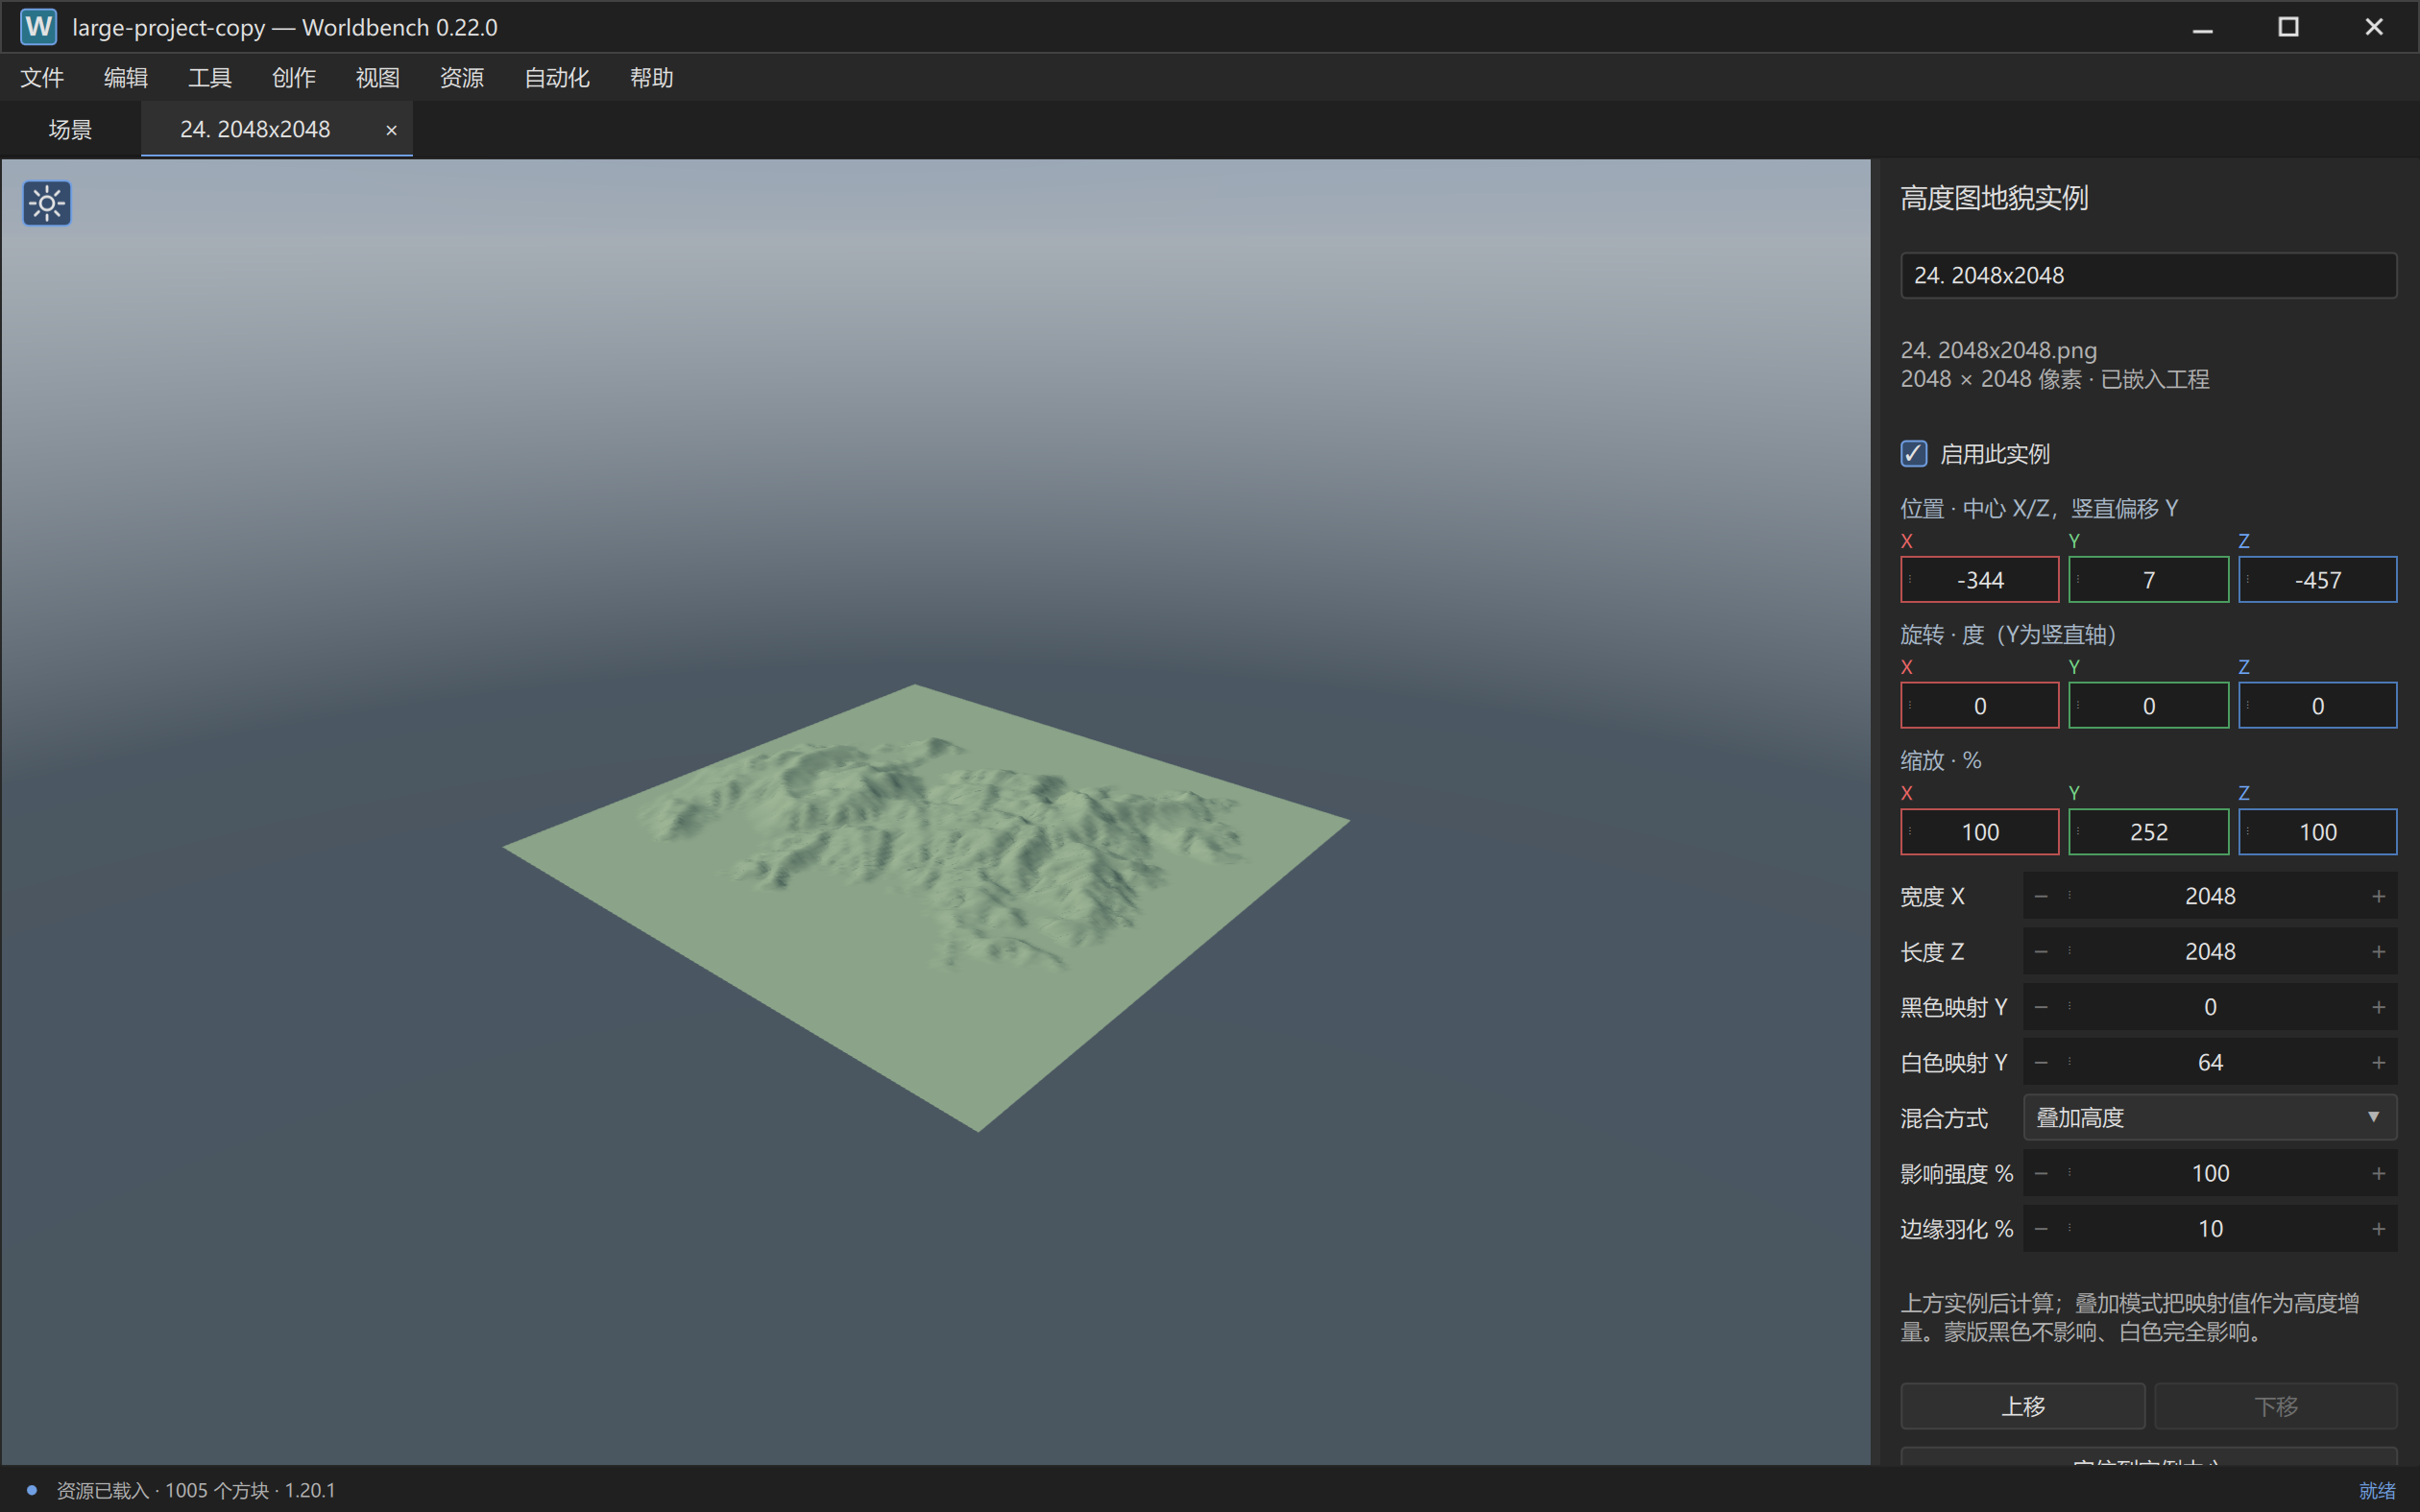 W large-project-copy — Worldbench 0.22.0
文件 编辑 工具 创作 视图 资源 自动化 帮助
场景 24. 2048x2048 ×
高度图地貌实例
24. 2048x2048
24. 2048x2048.png
2048 × 2048 像素 · 已嵌入工程
✓ 启用此实例
位置 · 中心 X/Z，竖直偏移 Y
X Y Z
-344 7 -457
旋转 · 度（Y为竖直轴）
X Y Z
0 0 0
缩放 · %
X Y Z
100 252 100
宽度 X − 2048 +
长度 Z − 2048 +
黑色映射 Y − 0 +
白色映射 Y − 64 +
混合方式 叠加高度 ▼
影响强度 % − 100 +
边缘羽化 % − 10 +
上方实例后计算；叠加模式把映射值作为高度增
量。蒙版黑色不影响、白色完全影响。
上移 下移
资源已载入 · 1005 个方块 · 1.20.1 就绪